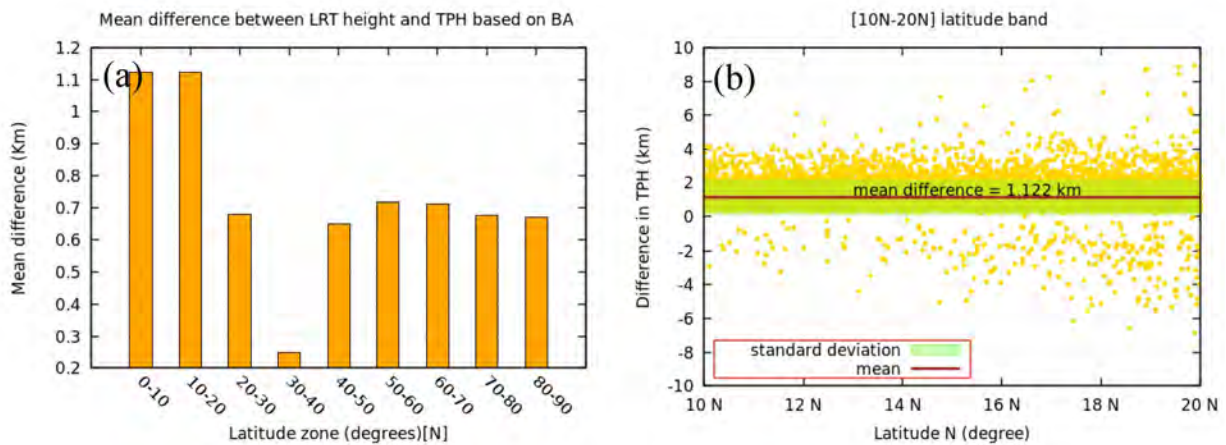 Mean difference between LRT height and TPH based on BA
(a)
Mean difference (Km)
1.2
1.1
1
0.9
0.8
0.7
0.6
0.5
0.4
0.3
0.2
0-10
10-20
20-30
30-40
40-50
50-60
60-70
70-80
80-90
Latitude zone (degrees)[N]
[10N-20N] latitude band
(b)
Difference in TPH (km)
10
8
6
4
2
0
-2
-4
-6
-8
-10
mean difference = 1,122 km
standard deviation
mean
10 N 12 N 14 N 16 N 18 N 20 N
Latitude N (degree)